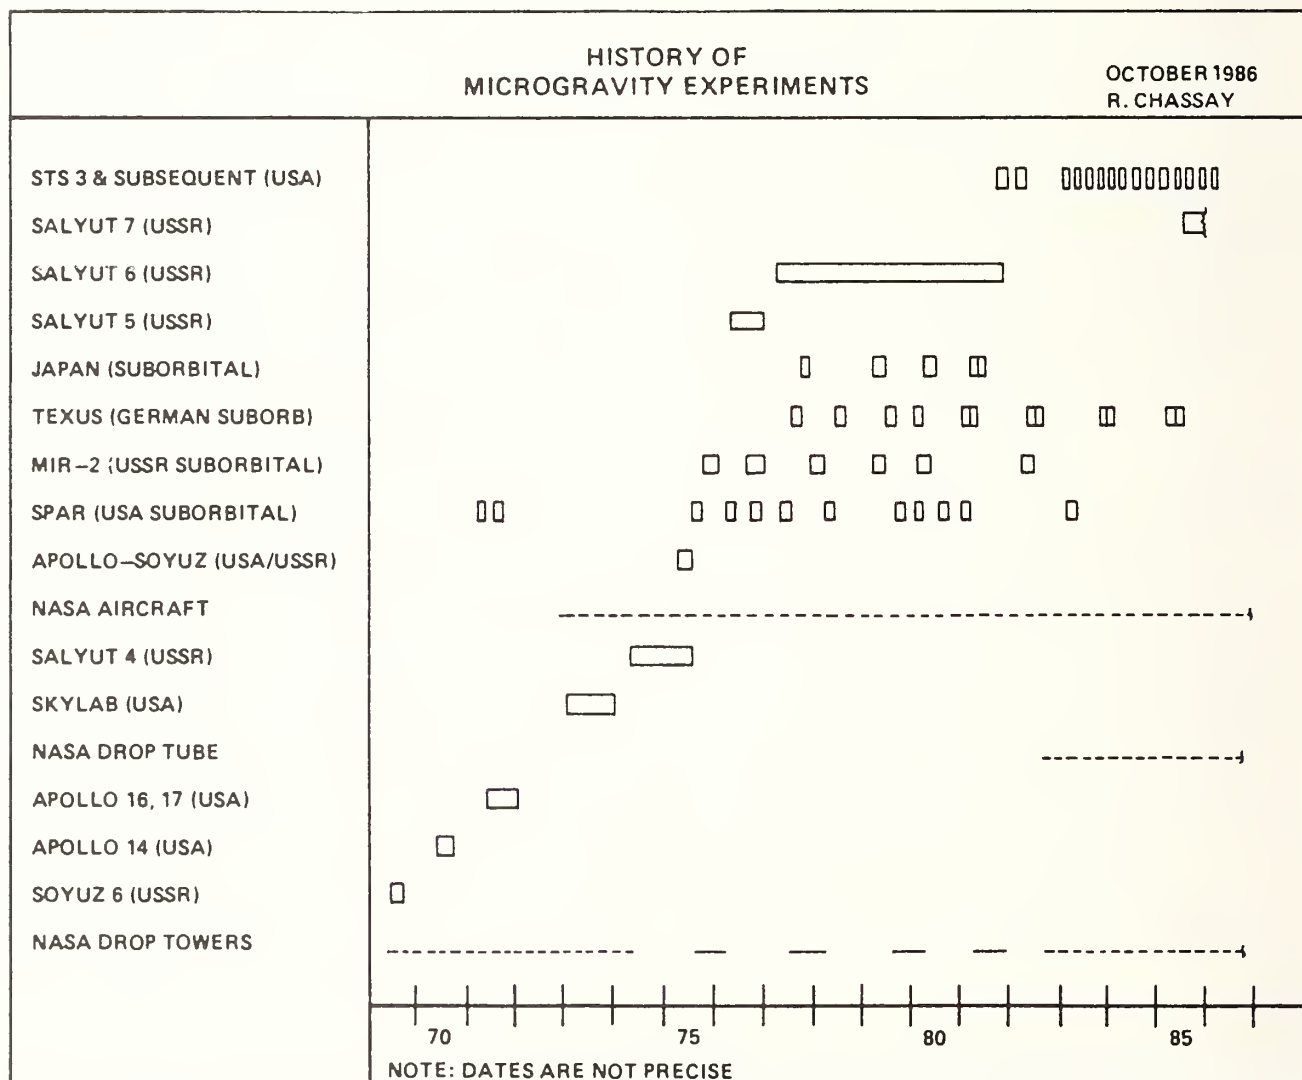 HISTORY OF
MICROGRAVITY EXPERIMENTS
OCTOBER 1986
R. CHASSAY
STS 3 & SUBSEQUENT (USA)
SALYUT 7 (USSR)
SALYUT 6 (USSR)
SALYUT 5 (USSR)
JAPAN (SUBORBITAL)
TEXUS (GERMAN SUBORB)
MIR-2 (USSR SUBORBITAL)
SPAR (USA SUBORBITAL)
APOLLO-SOYUZ (USA/USSR)
NASA AIRCRAFT
SALYUT 4 (USSR)
SKYLAB (USA)
NASA DROP TUBE
APOLLO 16, 17 (USA)
APOLLO 14 (USA)
SOYUZ 6 (USSR)
NASA DROP TOWERS
70 75 80 85
NOTE: DATES ARE NOT PRECISE